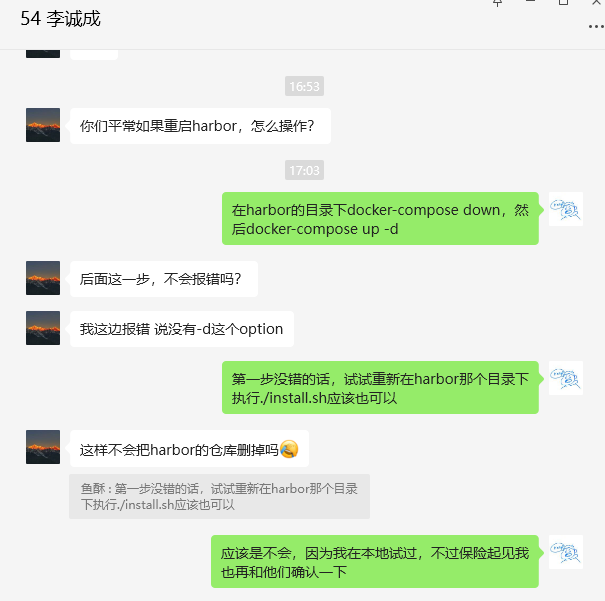 54 李诚成
16:53
你们平常如果重启harbor，怎么操作？
17:03
在harbor的目录下docker-compose down，然
后docker-compose up -d
后面这一步，不会报错吗？
我这边报错 说没有-d这个option
第一步没错的话，试试重新在harbor那个目录下
执行./install.sh应该也可以
这样不会把harbor的仓库删掉吗
鱼酥 : 第一步没错的话，试试重新在harbor那个目录
下执行./install.sh应该也可以
应该是不会，因为我在本地试过，不过保险起见我
也再和他们确认一下